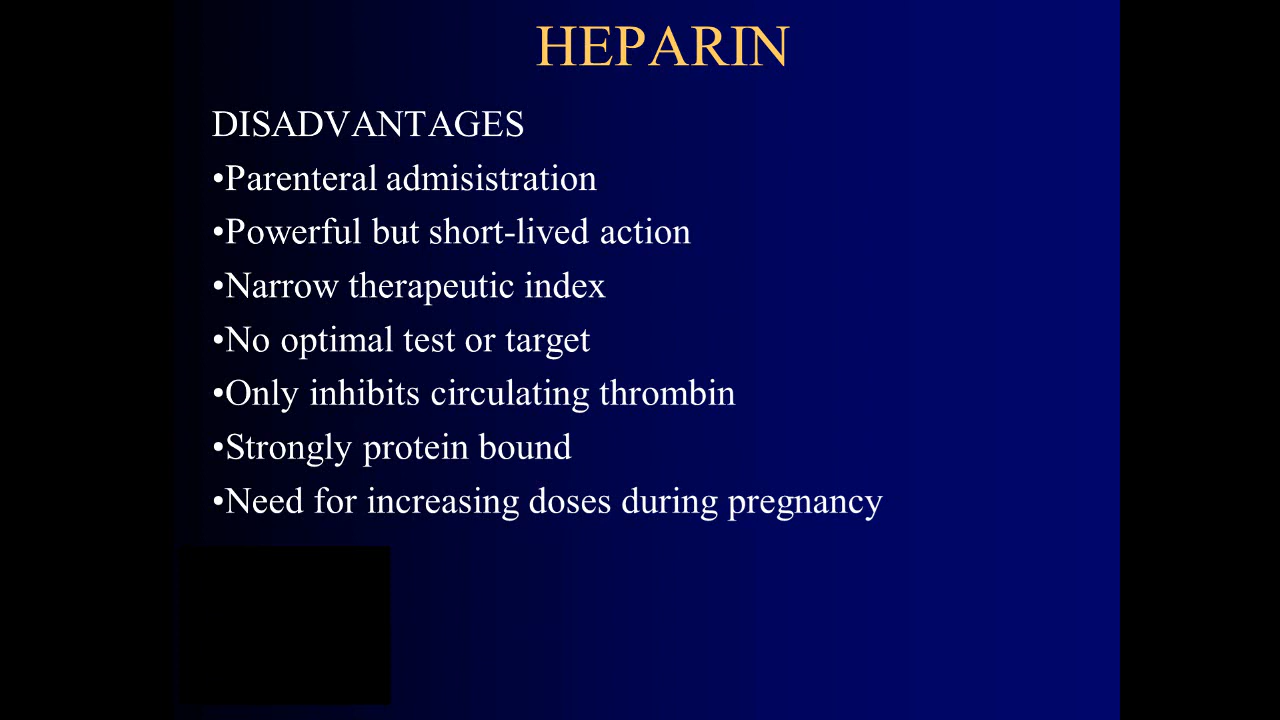 HEPARIN
DISADVANTAGES
•Parenteral admisistration
•Powerful but short-lived action
•Narrow therapeutic index
•No optimal test or target
•Only inhibits circulating thrombin
•Strongly protein bound
•Need for increasing doses during pregnancy